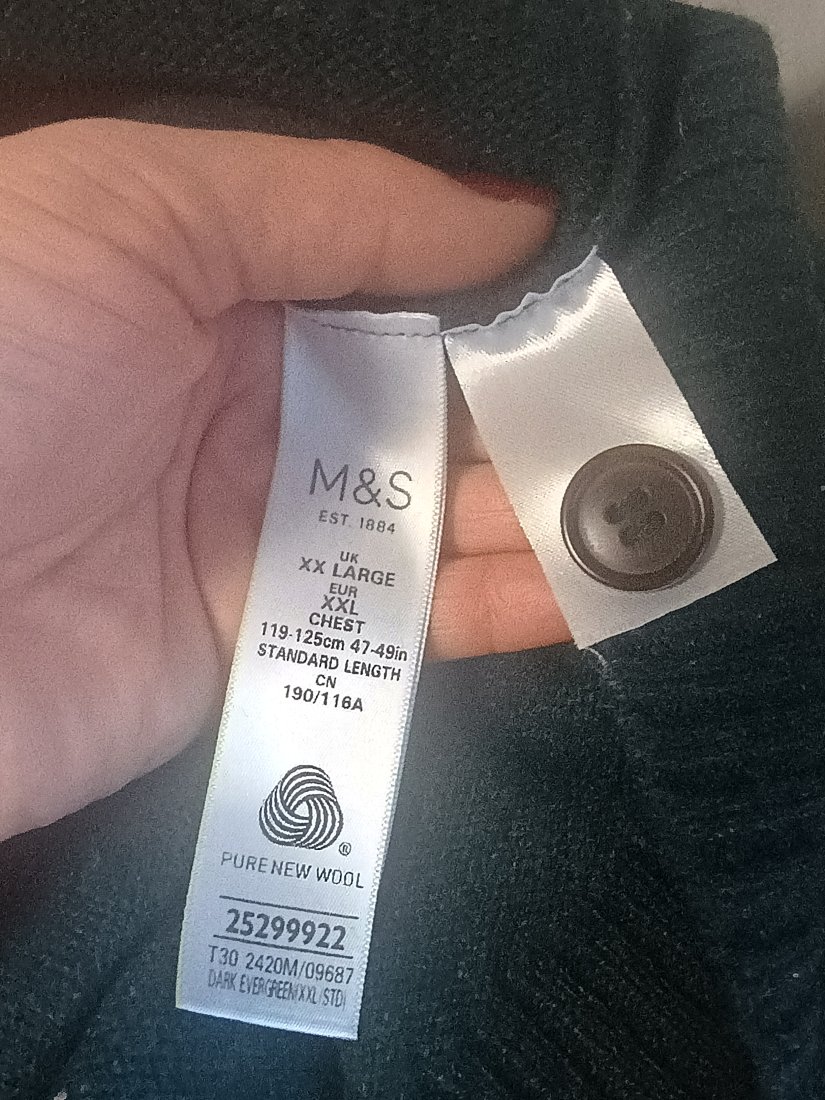 M&S
EST. 1884
UK
XX LARGE
EUR
XXL
CHEST
119-125cm 47-49in
STANDARD LENGTH
CN
190/116A
®
PURE NEW WOOL
25299922
T30 2420M/09687
DARK EVERGREEN/XXL/STD/